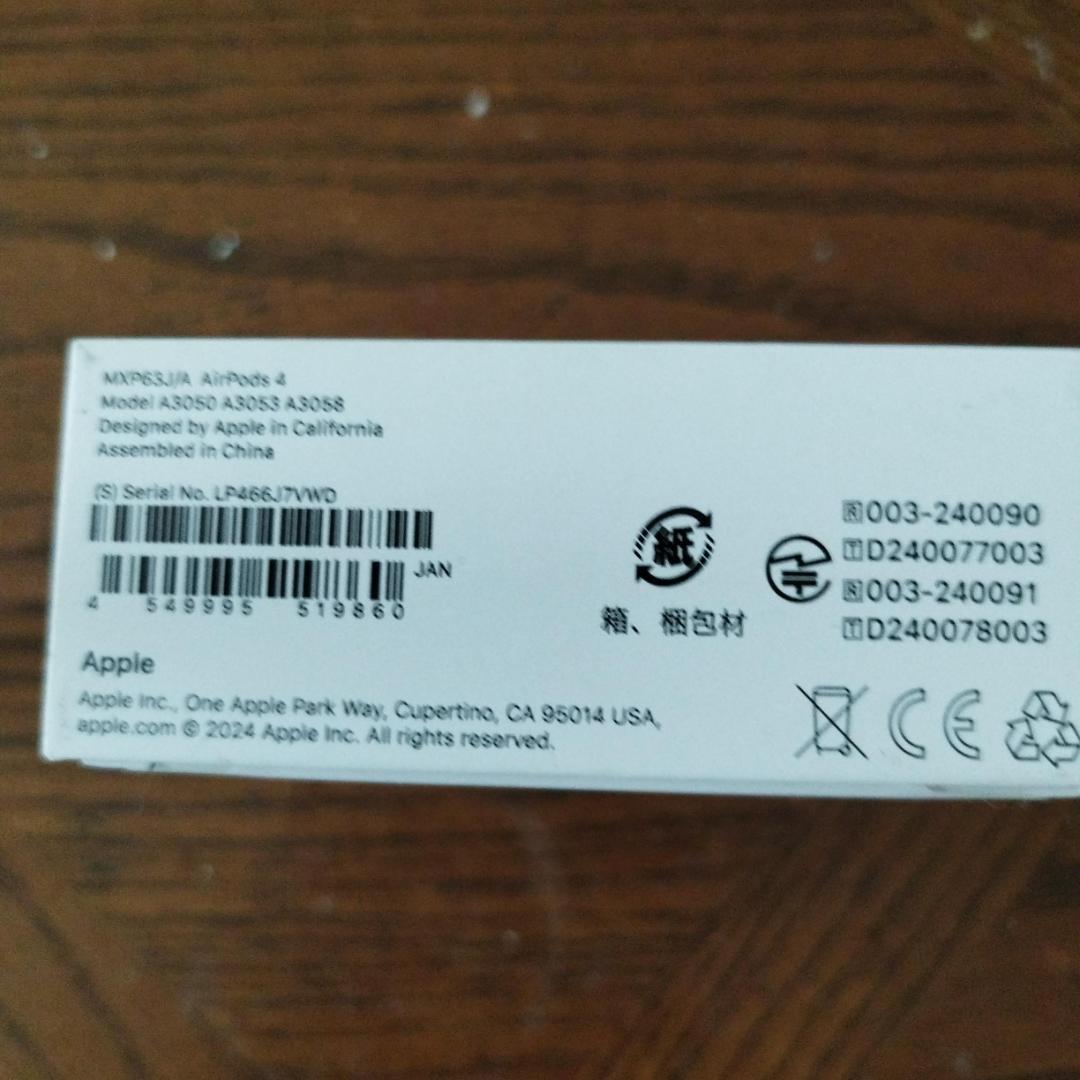 MXP63J/A AirPods 4
Model A3050 A3053 A3058
Designed by Apple in California
Assembled in China
(S) Serial No. LP466J7VWD
JAN
4 549995 519860
Apple
Apple Inc., One Apple Park Way, Cupertino, CA 95014 USA,
apple.com © 2024 Apple Inc. All rights reserved.
紙
箱、梱包材
R 003-240090
T D240077003
R 003-240091
T D240078003
CE